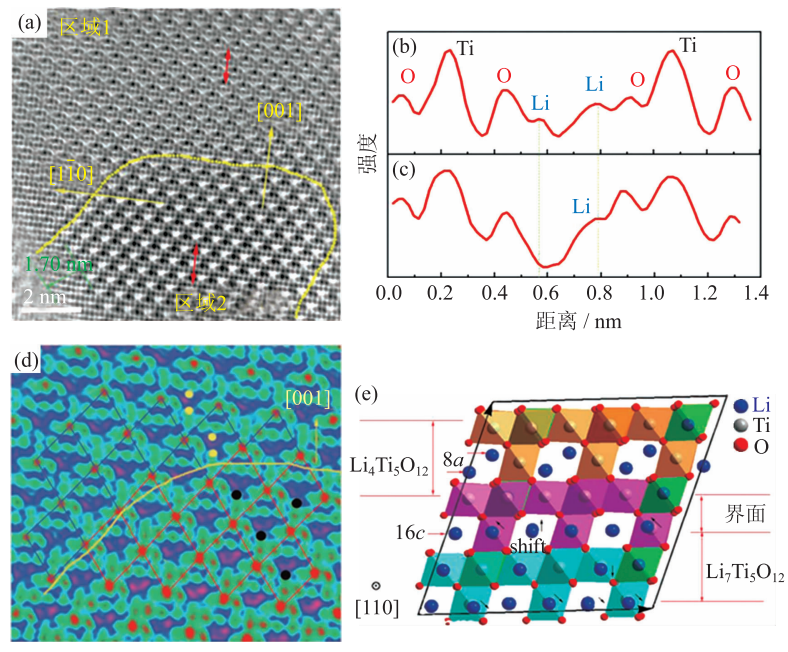 (a)
区域1
[001]
[11̄0]
1.70 nm
2 nm
区域2
(b)
O
Ti
O
Li
Li
O
Ti
O
强度
(c)
Li
0.0
0.2
0.4
0.6
0.8
1.0
1.2
1.4
距离 / nm
(d)
[001]
(e)
Li
Ti
O
Li₄Ti₅O₁₂
8a
16c
shift
界面
Li₇Ti₅O₁₂
[110]